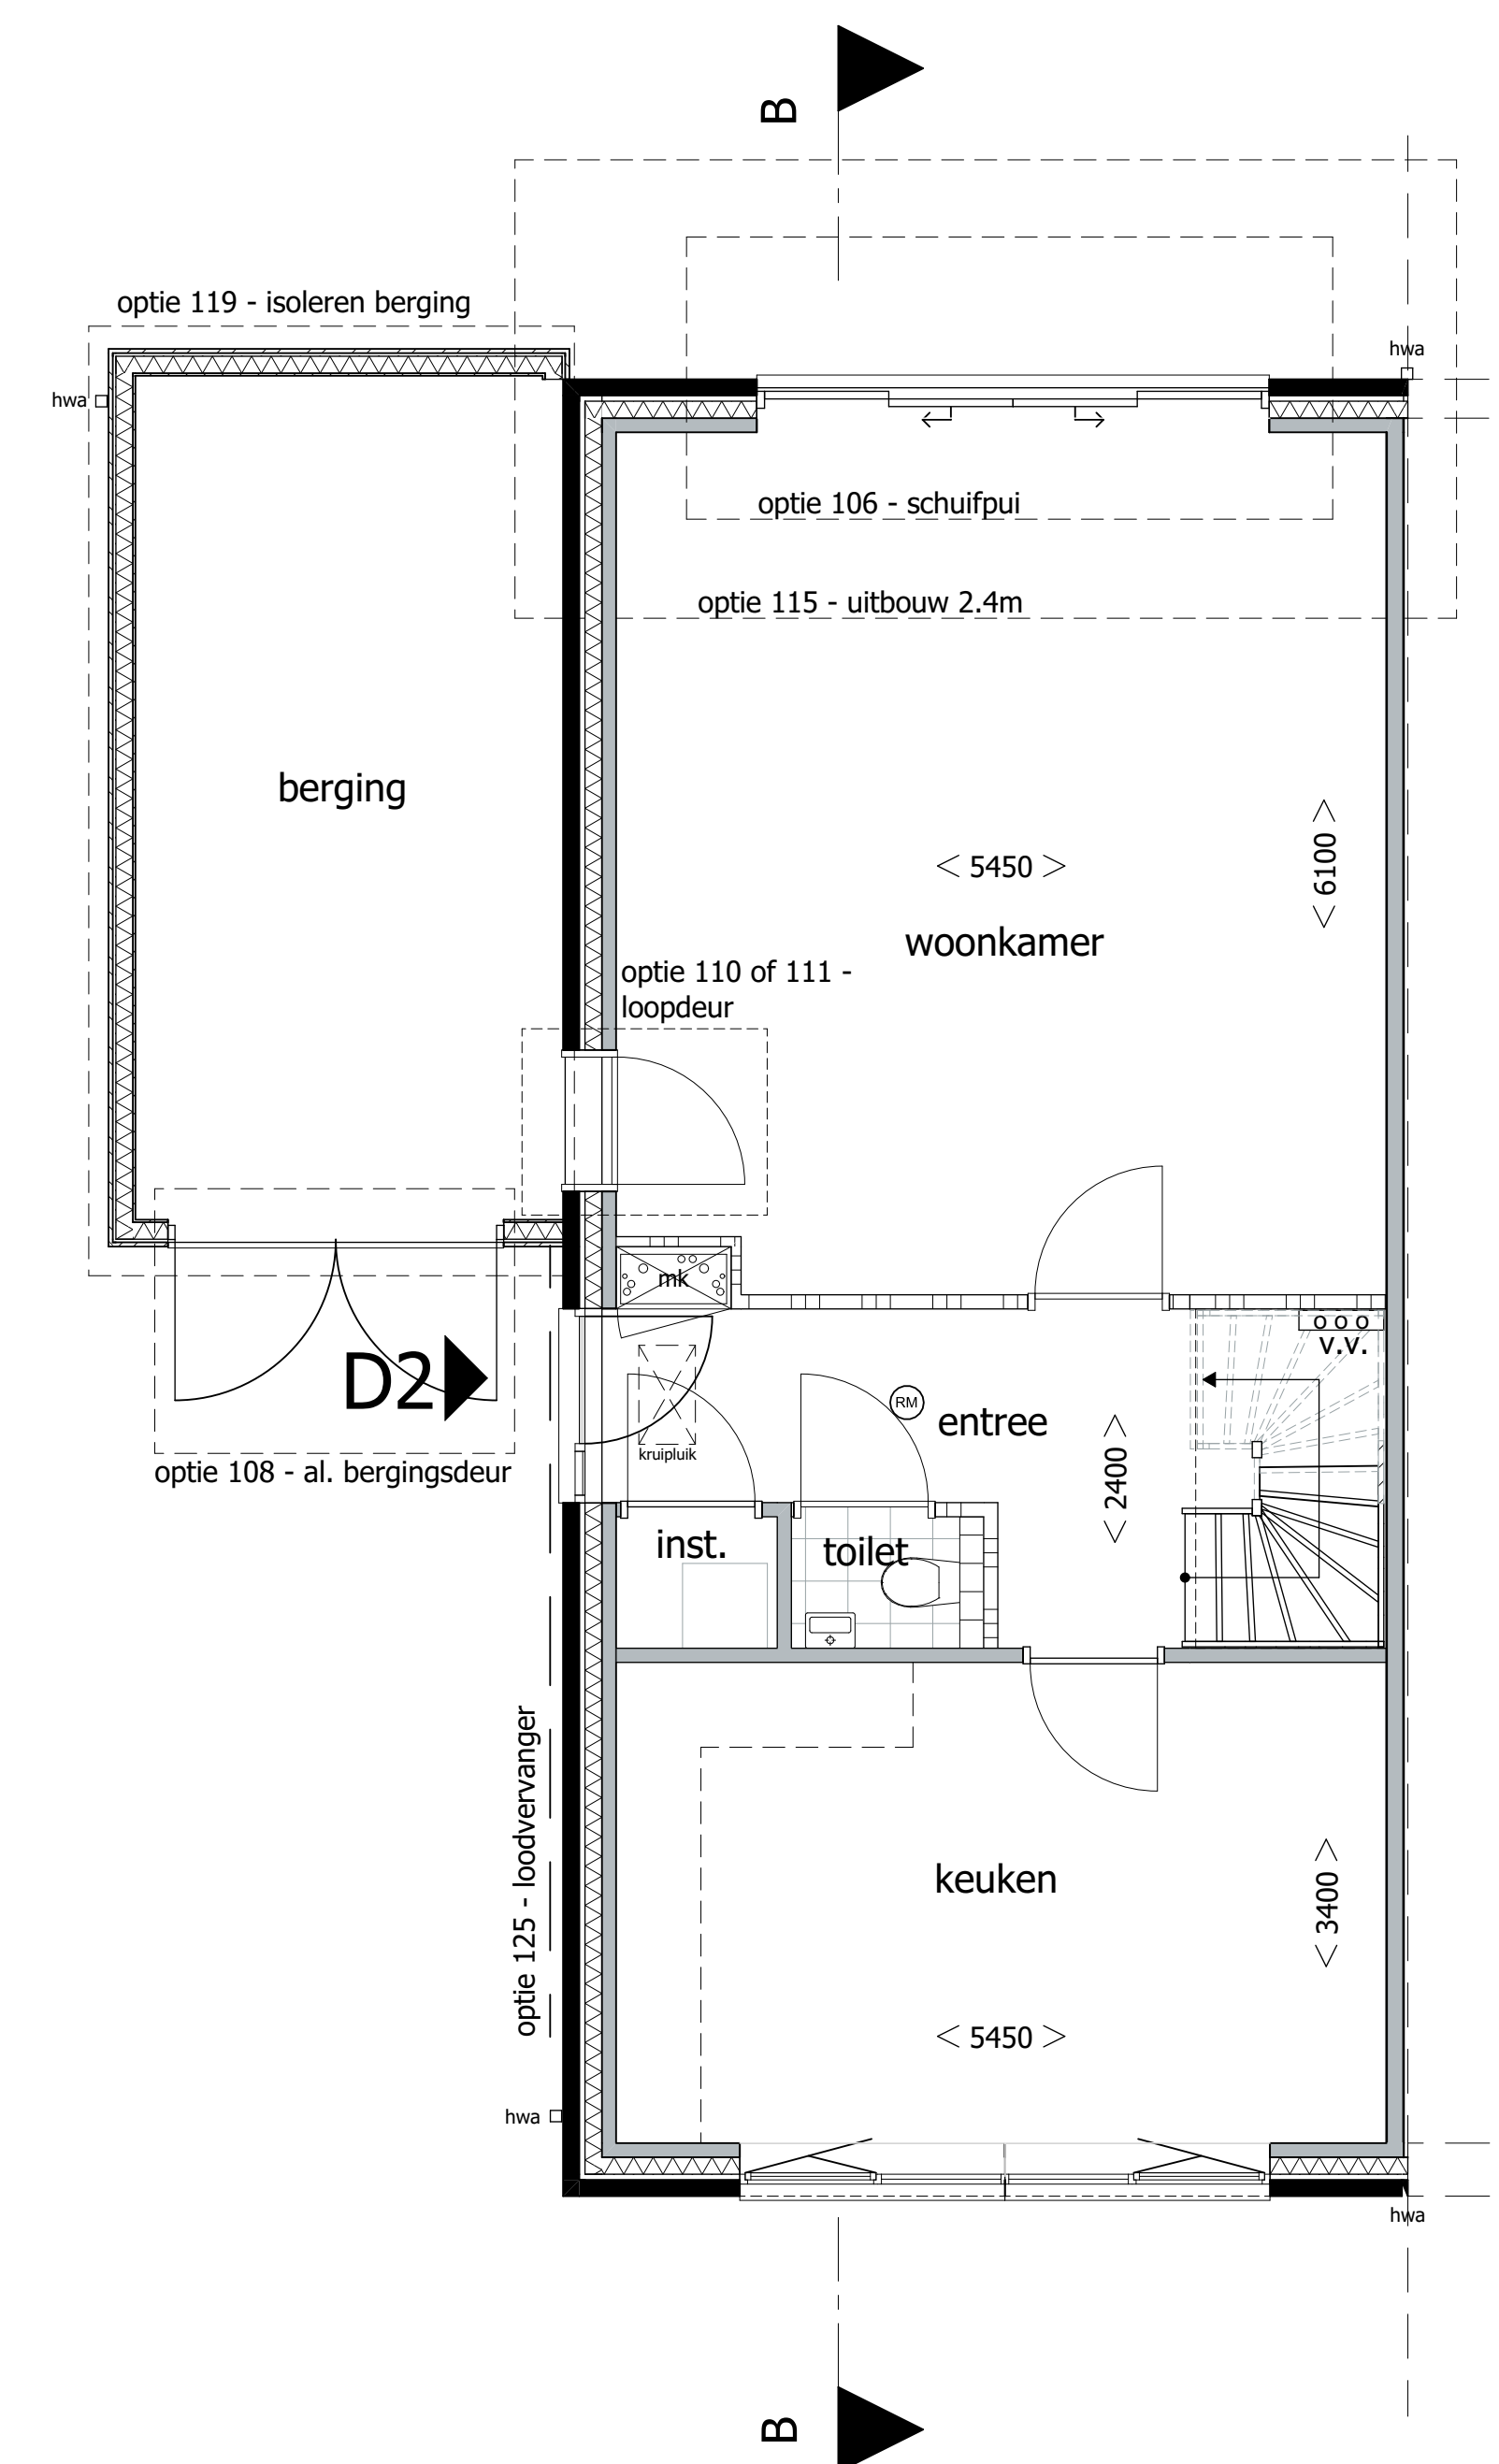 B
optie 119 - isoleren berging
hwa
hwa
optie 106 - schuifpui
optie 115 - uitbouw 2.4m
berging
< 5450 >
< 6100 >
woonkamer
optie 110 of 111 -
loopdeur
mk
o o o
v.v.
D2
RM
entree
kruipluik
< 2400 >
optie 108 - al. bergingsdeur
inst.
toilet
optie 125 - loodvervanger
keuken
< 3400 >
< 5450 >
hwa
hwa
B